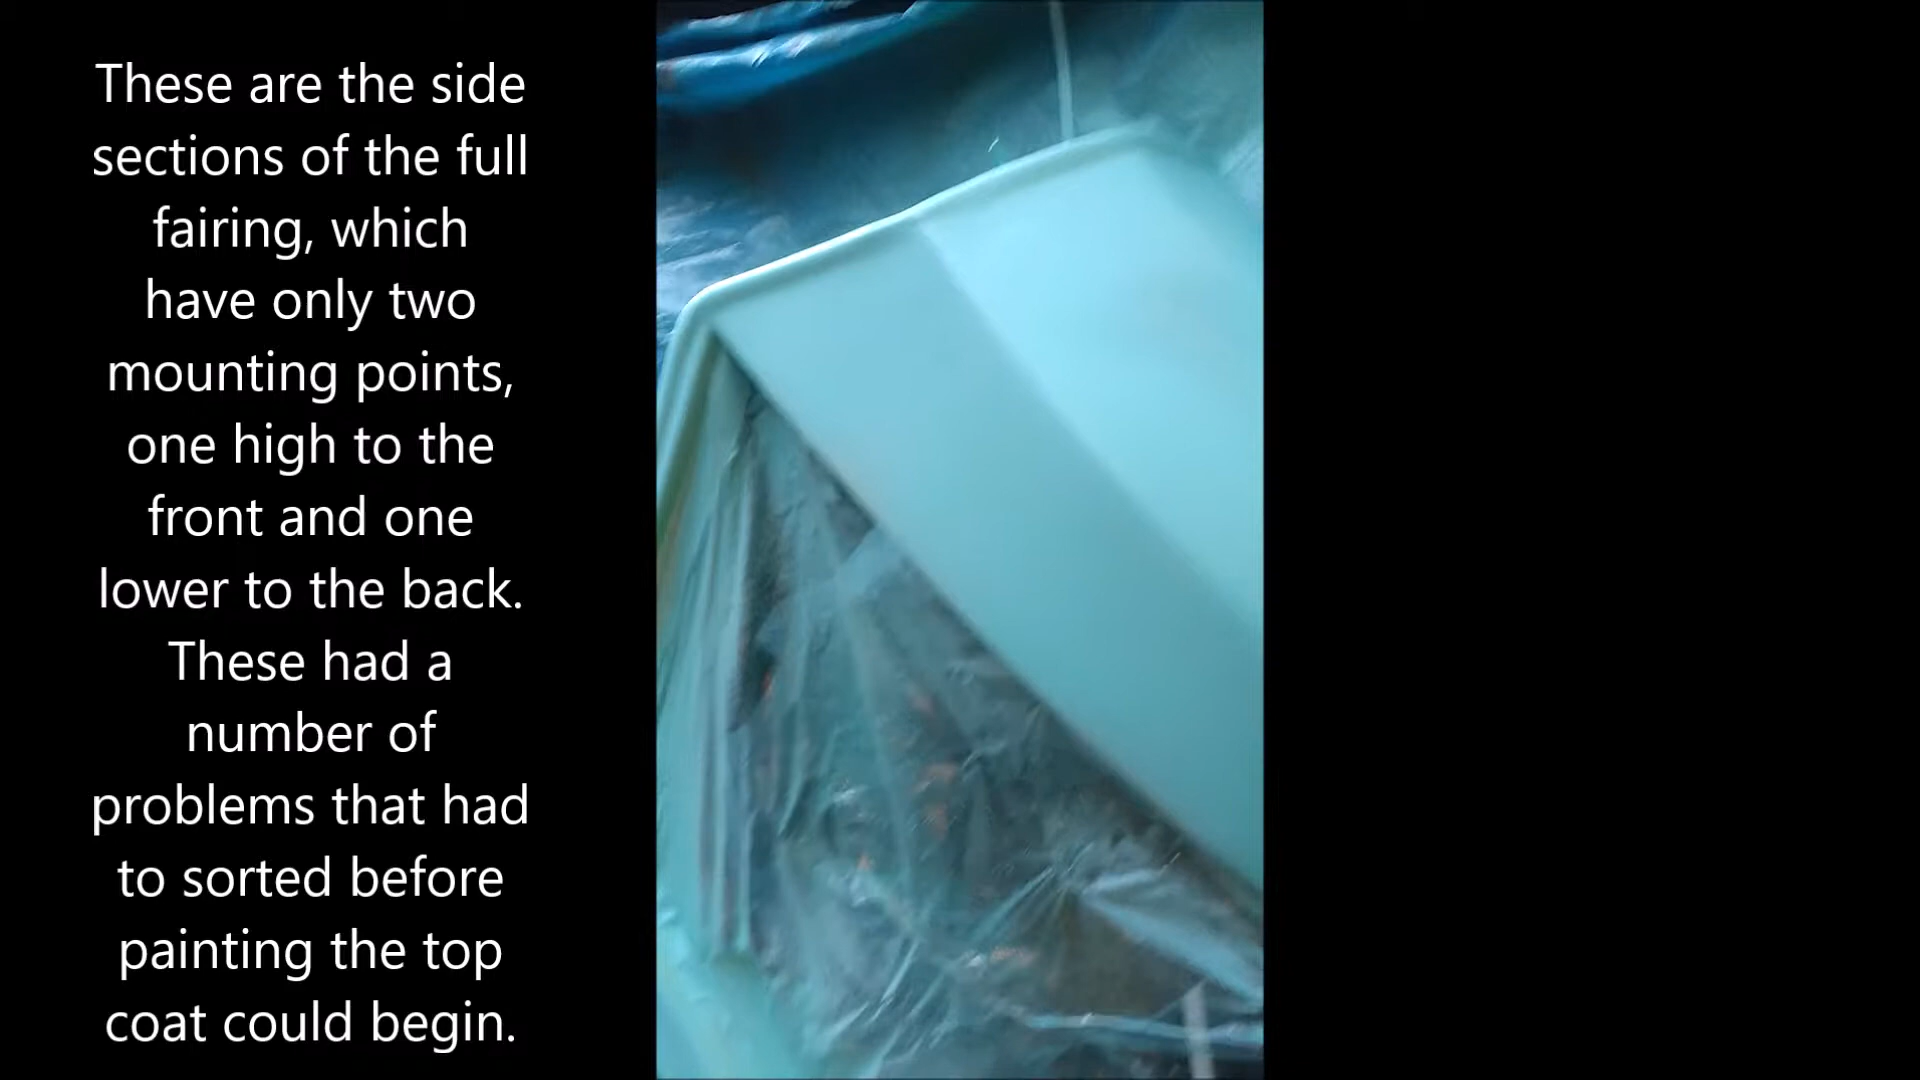 These are the side
sections of the full
fairing, which
have only two
mounting points,
one high to the
front and one
lower to the back.
These had a
number of
problems that had
to sorted before
painting the top
coat could begin.